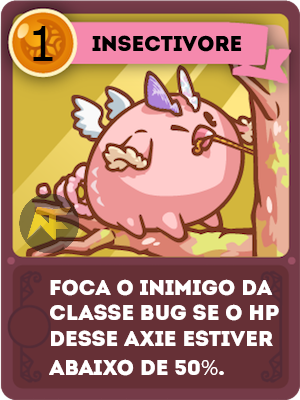 1
INSECTIVORE
FOCA O INIMIGO DA
CLASSE BUG SE O HP
DESSE AXIE ESTIVER
ABAIXO DE 50%.